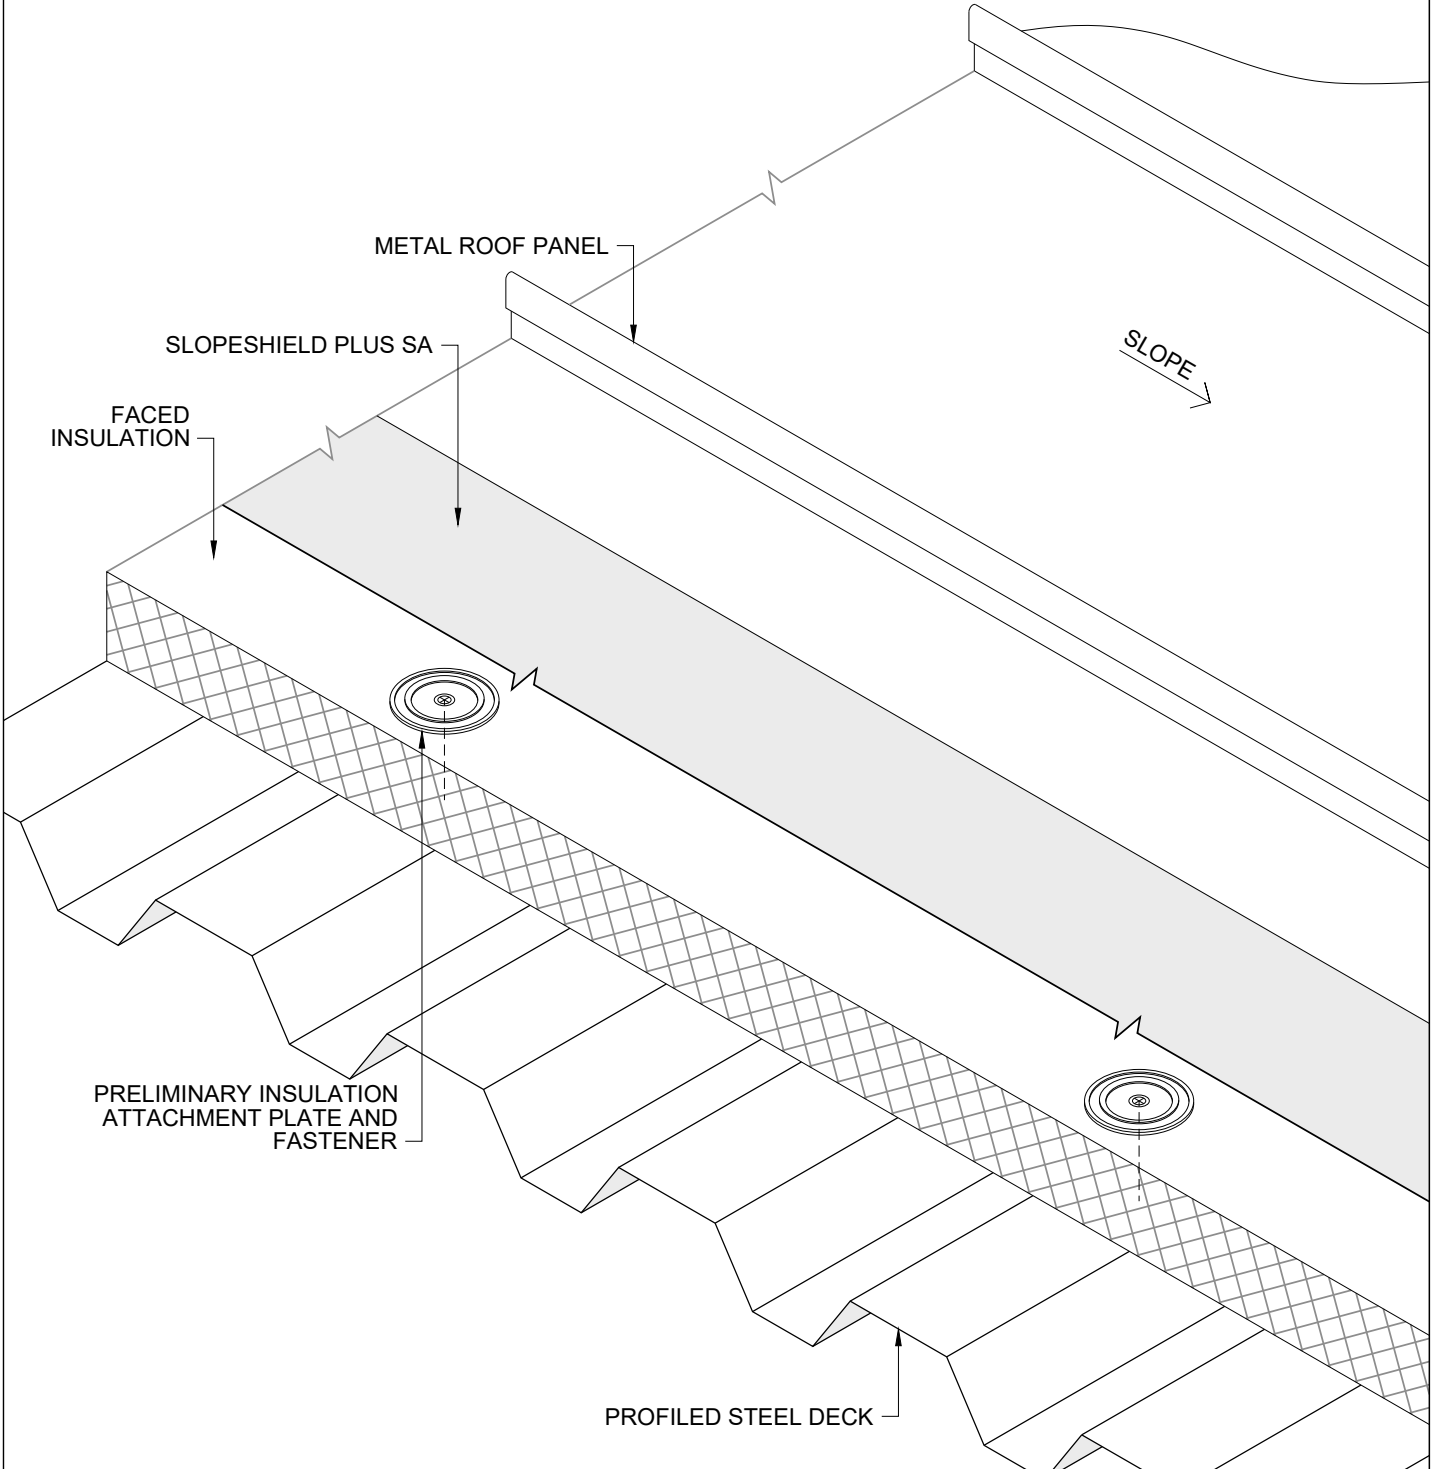 METAL ROOF PANEL
SLOPESHIELD PLUS SA
SLOPE
FACED
INSULATION
PRELIMINARY INSULATION
ATTACHMENT PLATE AND
FASTENER
PROFILED STEEL DECK